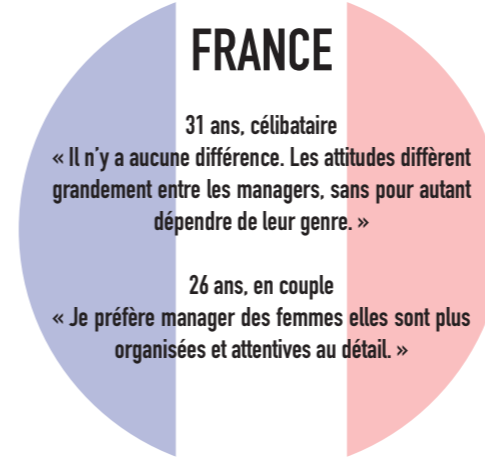 FRANCE
31 ans, célibataire
« Il n’y a aucune différence. Les attitudes diffèrent
grandement entre les managers, sans pour autant
dépendre de leur genre. »
26 ans, en couple
« Je préfère manager des femmes elles sont plus
organisées et attentives au détail. »